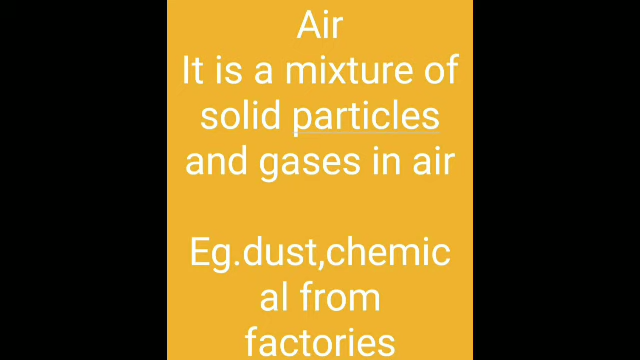 Air
It is a mixture of
solid particles
and gases in air
Eg.dust,chemic
al from
factories